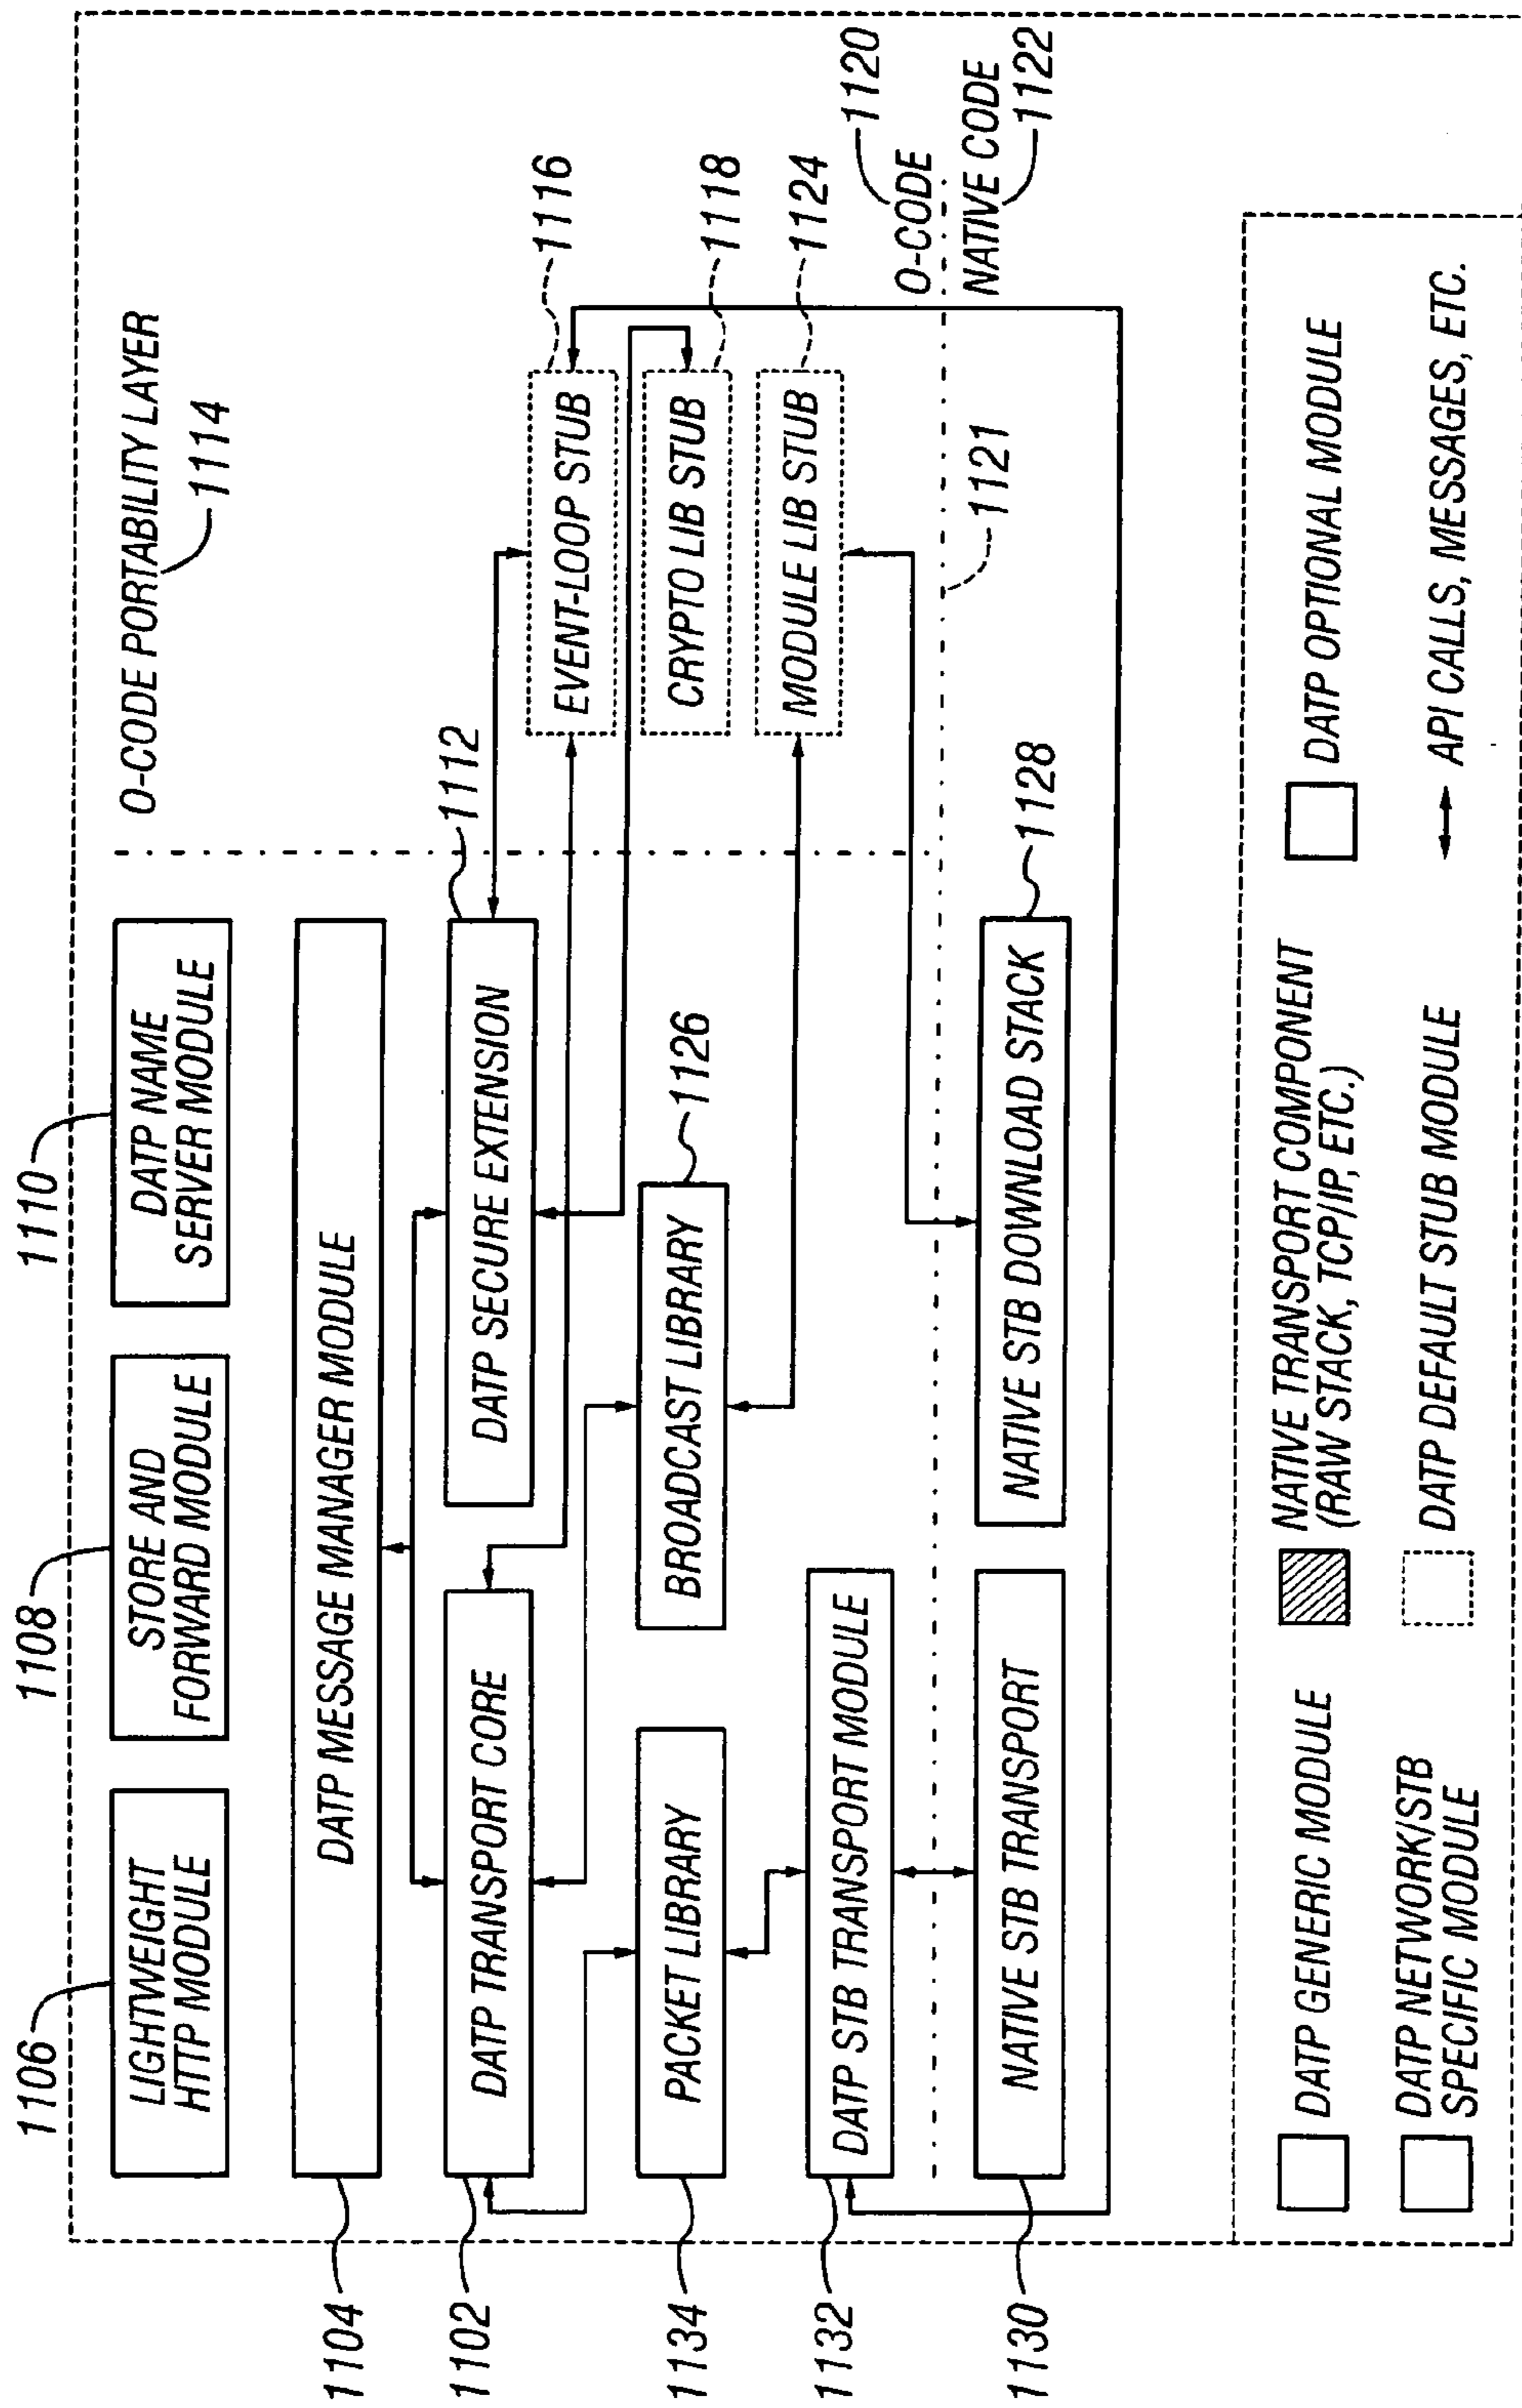 1106
LIGHTWEIGHT
HTTP MODULE
1108
STORE AND
FORWARD MODULE
1110
DATP NAME
SERVER MODULE
O-CODE PORTABILITY LAYER
1114
1104
DATP MESSAGE MANAGER MODULE
1102
DATP TRANSPORT CORE
DATP SECURE EXTENSION
1112
EVENT-LOOP STUB
1116
1134
PACKET LIBRARY
BROADCAST LIBRARY
1126
CRYPTO LIB STUB
1118
1132
DATP STB TRANSPORT MODULE
MODULE LIB STUB
1124
O-CODE
1120
1121
NATIVE CODE
1122
1130
NATIVE STB TRANSPORT
NATIVE STB DOWNLOAD STACK
1128
DATP GENERIC MODULE
NATIVE TRANSPORT COMPONENT
(RAW STACK, TCP/IP, ETC.)
DATP OPTIONAL MODULE
DATP NETWORK/STB
SPECIFIC MODULE
DATP DEFAULT STUB MODULE
API CALLS, MESSAGES, ETC.